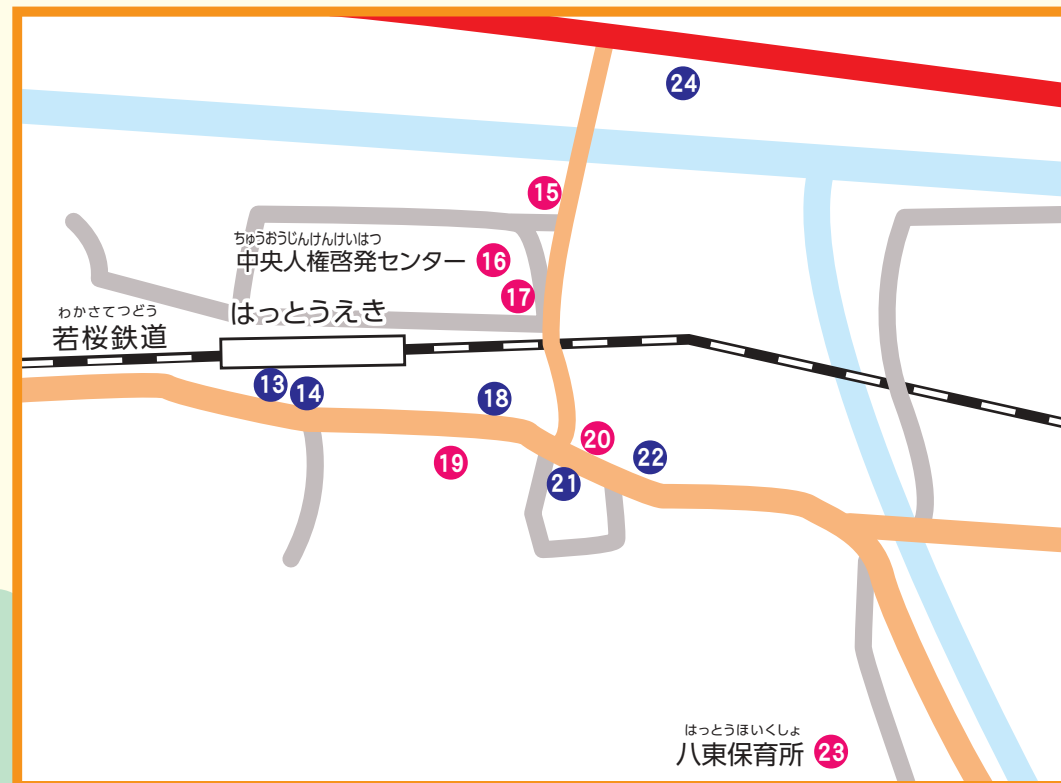 24
15
ちゅうおうじんけんけいはつ
中央人権啓発センター 16
17
はっとうえき
わかさてつどう
若桜鉄道
13
14
18
19
20
21
22
はっとうほいくしょ
八東保育所 23